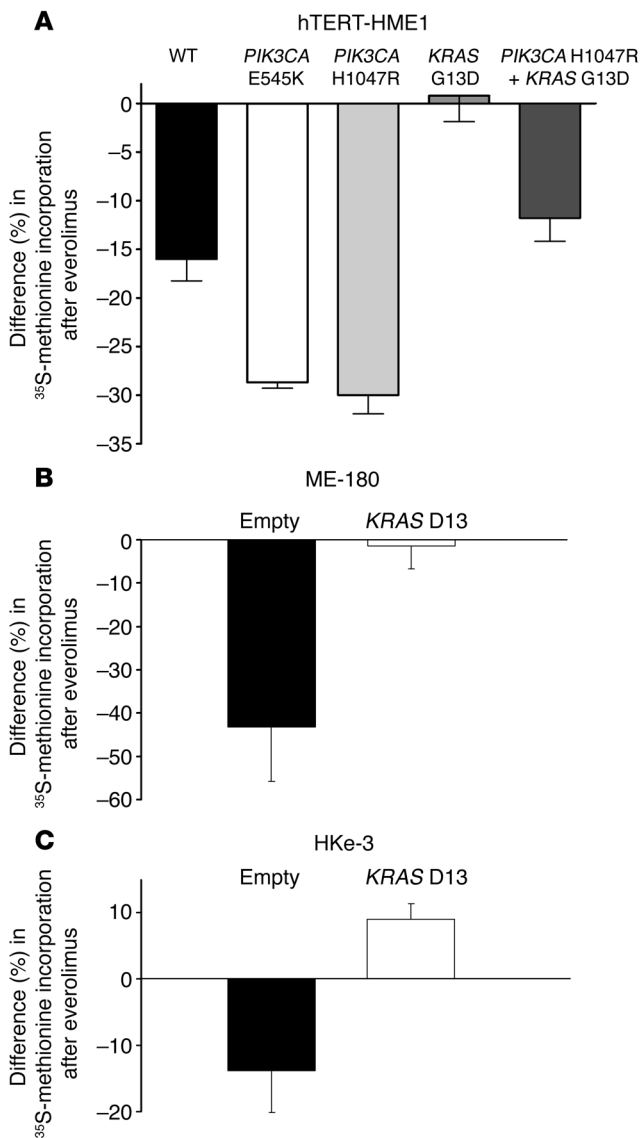 A
hTERT-HME1
WT
PIK3CA
E545K
PIK3CA
H1047R
KRAS
G13D
PIK3CA H1047R
+ KRAS G13D
Difference (%) in
³⁵S-methionine incorporation
after everolimus
0
–5
–10
–15
–20
–25
–30
–35
B
ME-180
Empty
KRAS D13
Difference (%) in
³⁵S-methionine incorporation
after everolimus
0
–10
–20
–30
–40
–50
–60
C
HKe-3
Empty
KRAS D13
Difference (%) in
³⁵S-methionine incorporation
after everolimus
10
0
–10
–20